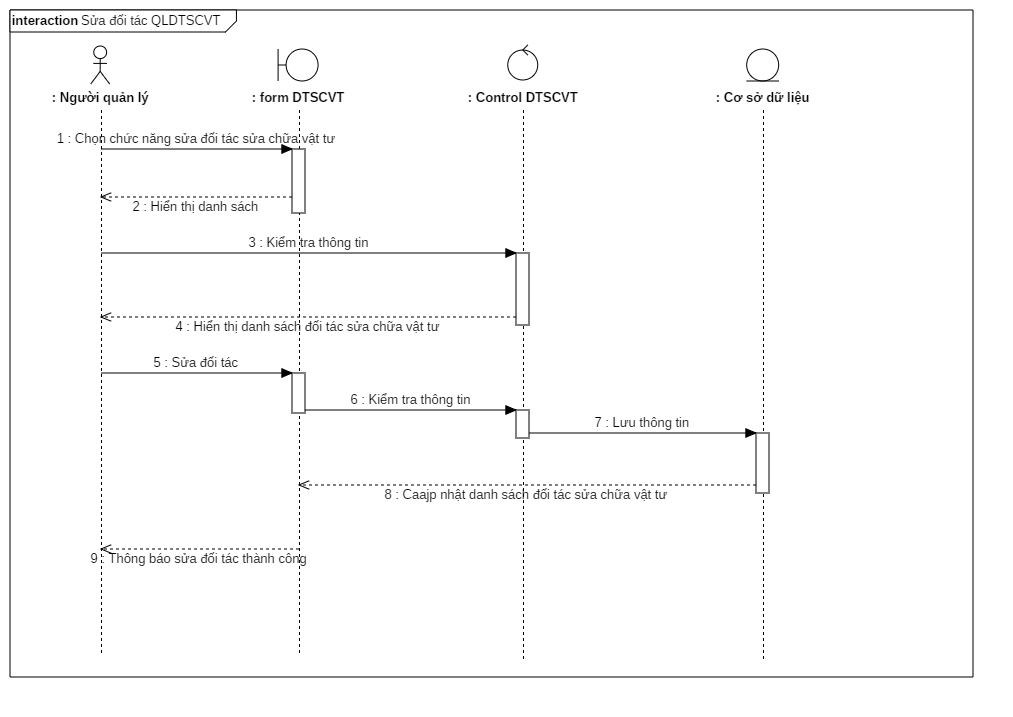 interaction Sửa đối tác QLDTSCVT
: Người quản lý
: form DTSCVT
: Control DTSCVT
: Cơ sở dữ liệu
1 : Chọn chức năng sửa đối tác sửa chữa vật tư
2 : Hiển thị danh sách
3 : Kiểm tra thông tin
4 : Hiển thị danh sách đối tác sửa chữa vật tư
5 : Sửa đối tác
6 : Kiểm tra thông tin
7 : Lưu thông tin
8 : Caajp nhật danh sách đối tác sửa chữa vật tư
9 : Thông báo sửa đối tác thành công